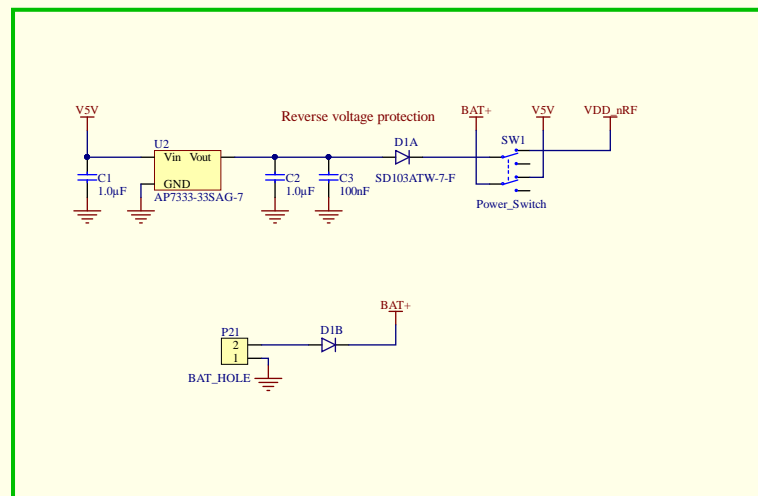 V5V
Reverse voltage protection
BAT+
V5V
VDD_nRF
U2
D1A
SW1
Vin Vout
C1
1.0µF
GND
AP7333-33SAG-7
C2
1.0µF
C3
100nF
SD103ATW-7-F
Power_Switch
BAT+
P21
D1B
2
1
BAT_HOLE